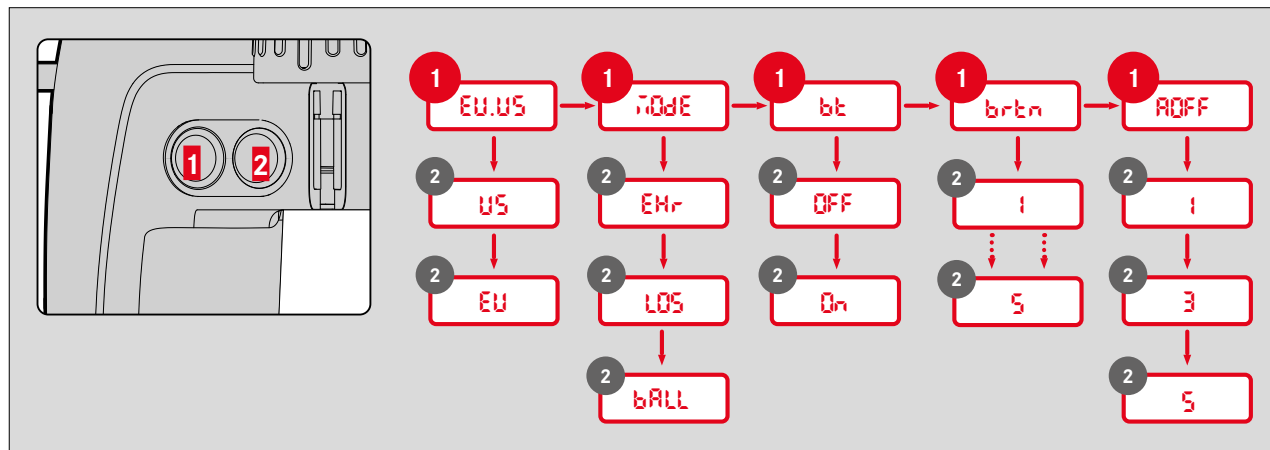 1 2
1 1 1 1 1
EU.US MOdE bt brtn AOFF
2 2 2 2 2
US EHr OFF 1 1
2 2 2 2 2
EU LOS On 5 3
2 2
bALL 5